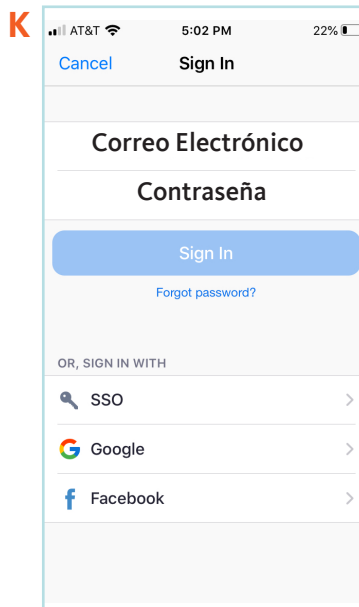 K
AT&T 5:02 PM 22%
Cancel Sign In
Correo Electrónico
Contraseña
Sign In
Forgot password?
OR, SIGN IN WITH
SSO
Google
Facebook